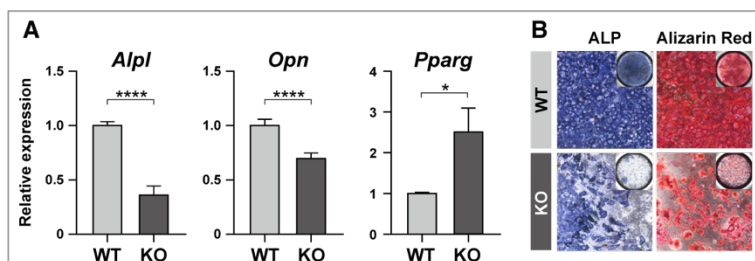 A
B
Alpl
Opn
Pparg
ALP
Alizarin Red
Relative expression
1.5
1.0
0.5
0
****
WT
KO
1.5
1.0
0.5
0
****
WT
KO
4
3
2
1
0
*
WT
KO
WT
KO